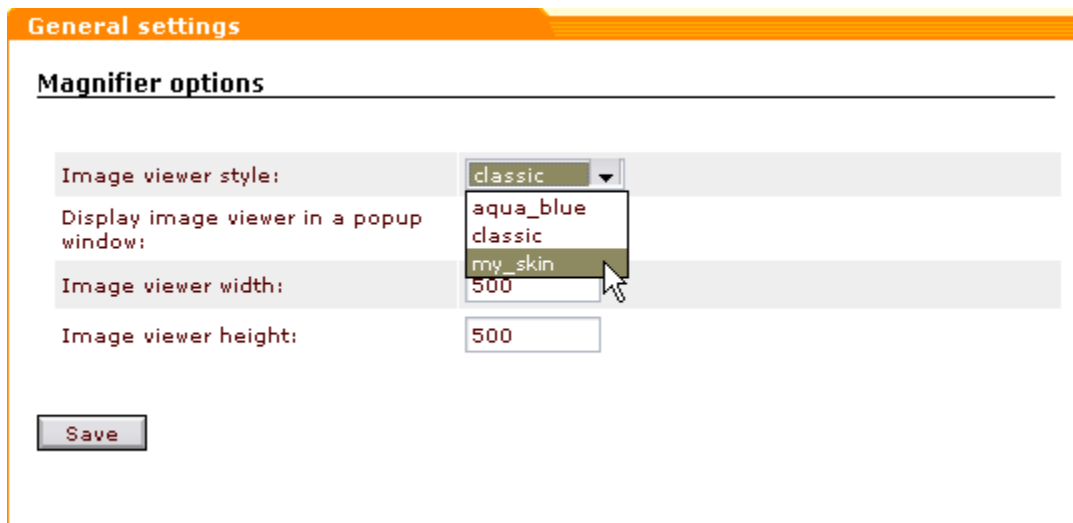 General settings
Magnifier options
Image viewer style:
classic
aqua_blue
classic
my_skin
Display image viewer in a popup
window:
Image viewer width:
500
Image viewer height:
500
Save